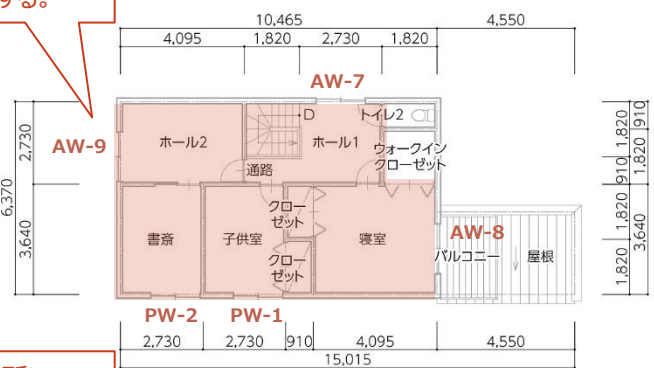 する。
10,465
4,550
4,095
1,820
2,730
1,820
AW-7
D
トイレ2
AW-9
ホール2
ホール1
ウォークイン
クローゼット
通路
クロー
ゼット
書斎
子供室
寝室
AW-8
バルコニー
屋根
クロー
ゼット
PW-2
PW-1
6,370
2,730
3,640
1,820
910
910
1,820
1,820
1,820
3,640
2,730
2,730
910
4,095
4,550
15,015